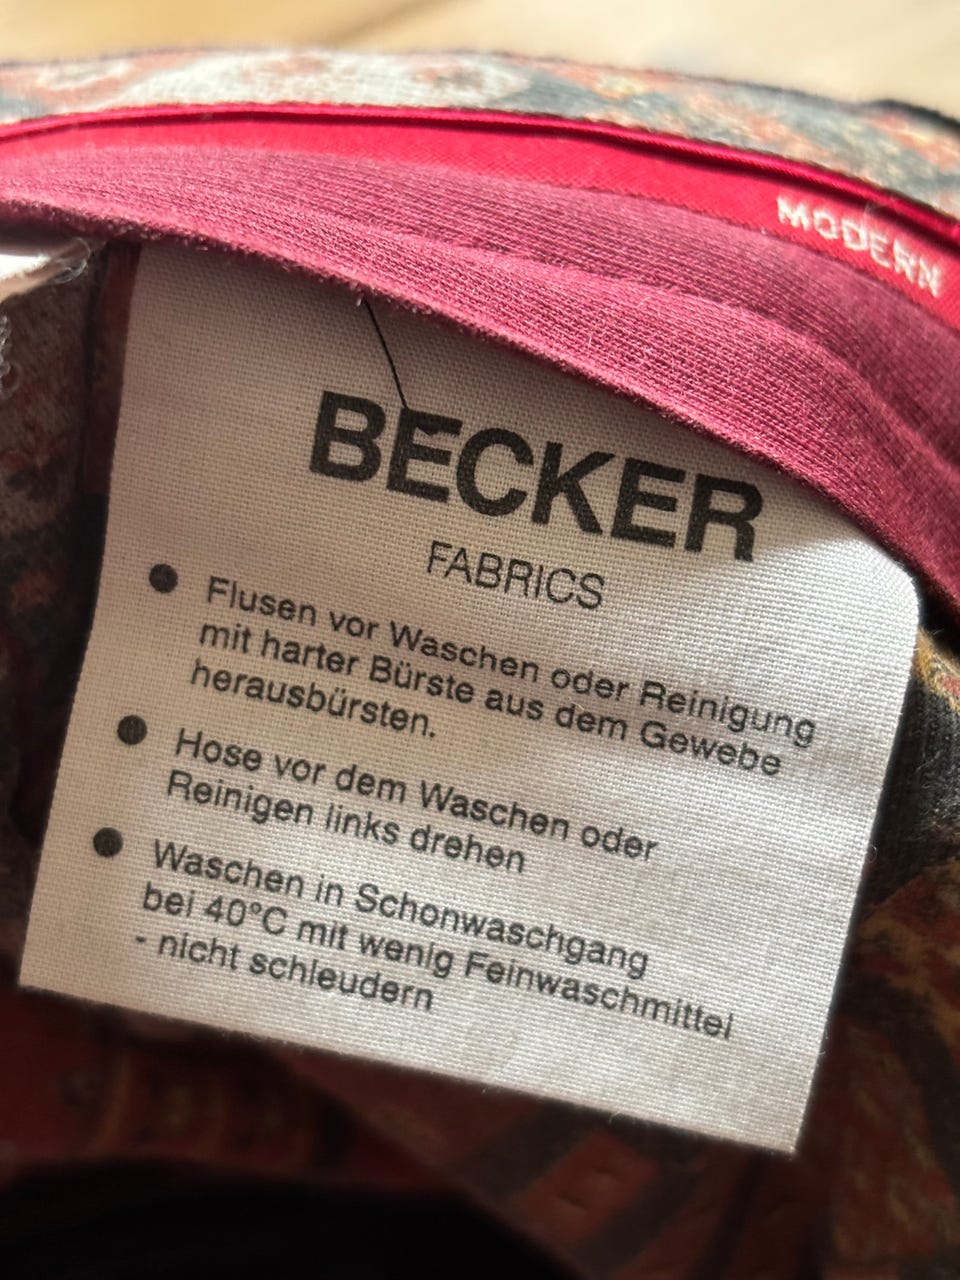 MODERN
BECKER
FABRICS
● Flusen vor Waschen oder Reinigung
mit harter Bürste aus dem Gewebe
herausbürsten.
● Hose vor dem Waschen oder
Reinigen links drehen
● Waschen in Schonwaschgang
bei 40°C mit wenig Feinwaschmittel
- nicht schleudern